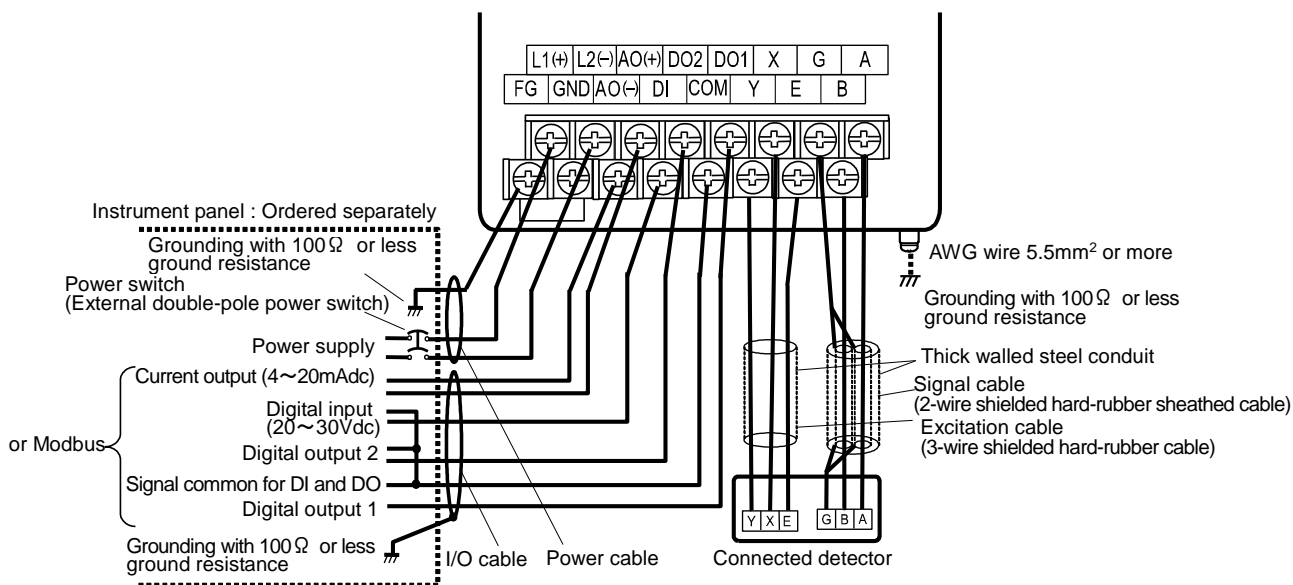 L1(+) L2(-) AO(+) DO2 DO1 X G A
FG GND AO(-) DI COM Y E B
Instrument panel : Ordered separately
Grounding with 100Ω or less
ground resistance
Power switch
(External double-pole power switch)
Power supply
Current output (4~20mAdc)
Digital input
(20~30Vdc)
or Modbus
Digital output 2
Signal common for DI and DO
Digital output 1
Grounding with 100Ω or less
ground resistance
I/O cable
Power cable
AWG wire 5.5mm² or more
Grounding with 100Ω or less
ground resistance
Thick walled steel conduit
Signal cable
(2-wire shielded hard-rubber sheathed cable)
Excitation cable
(3-wire shielded hard-rubber cable)
Y X E G B A
Connected detector